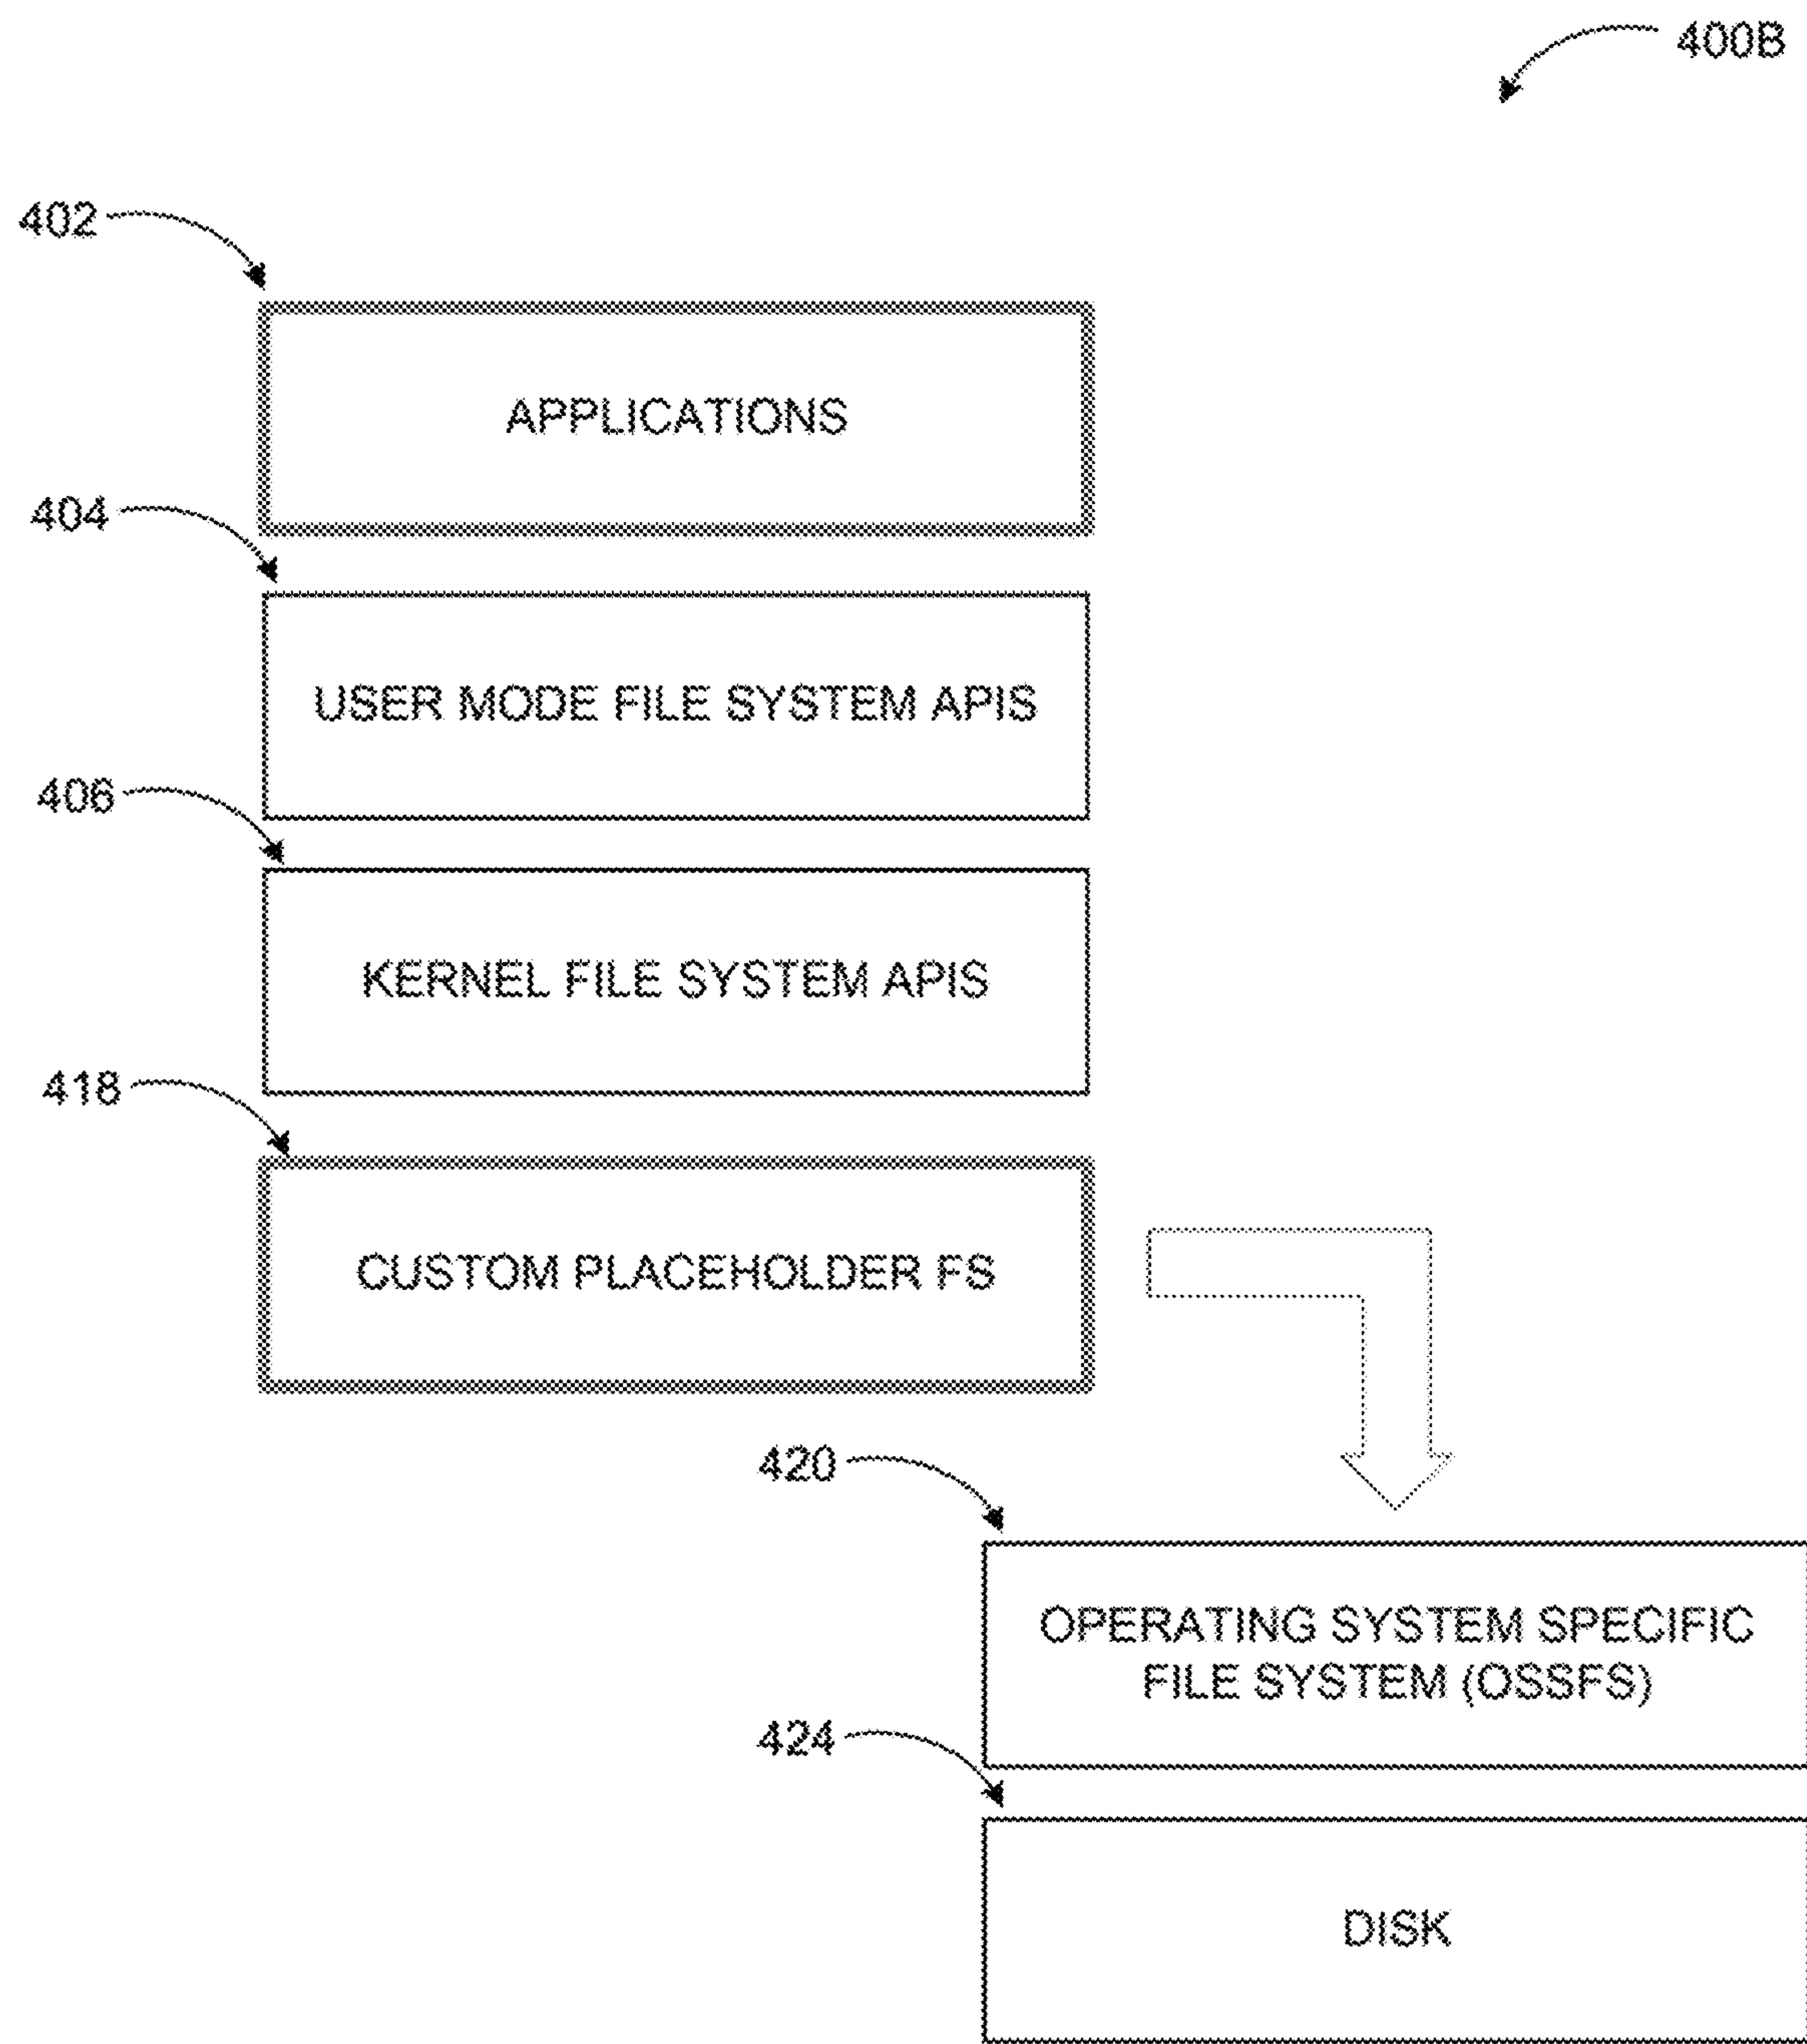 400B
402
APPLICATIONS
404
USER MODE FILE SYSTEM APIS
406
KERNEL FILE SYSTEM APIS
418
CUSTOM PLACEHOLDER FS
420
OPERATING SYSTEM SPECIFIC
FILE SYSTEM (OSSFS)
424
DISK